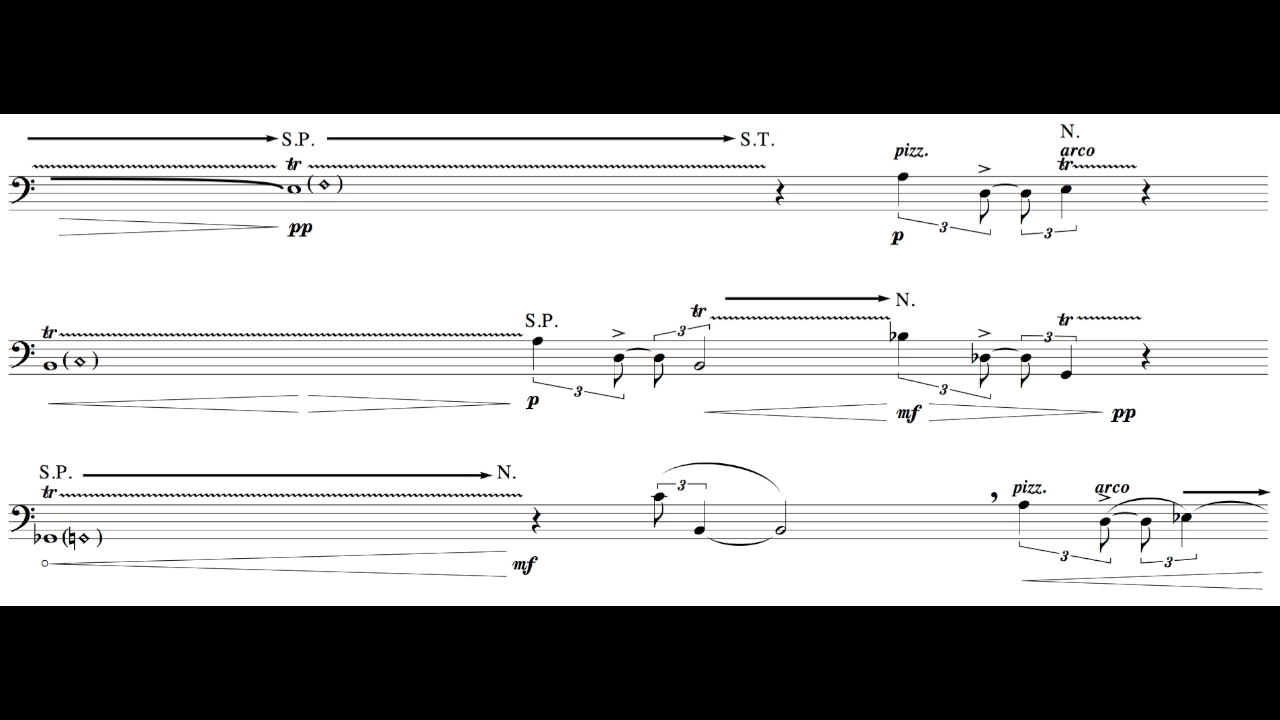 S.P. S.T. N.
pizz. arco
tr tr
pp p 3 3
S.P. N.
tr tr tr
3 3
3 3
p mf pp
S.P. N.
tr pizz. arco
3
3 3
mf